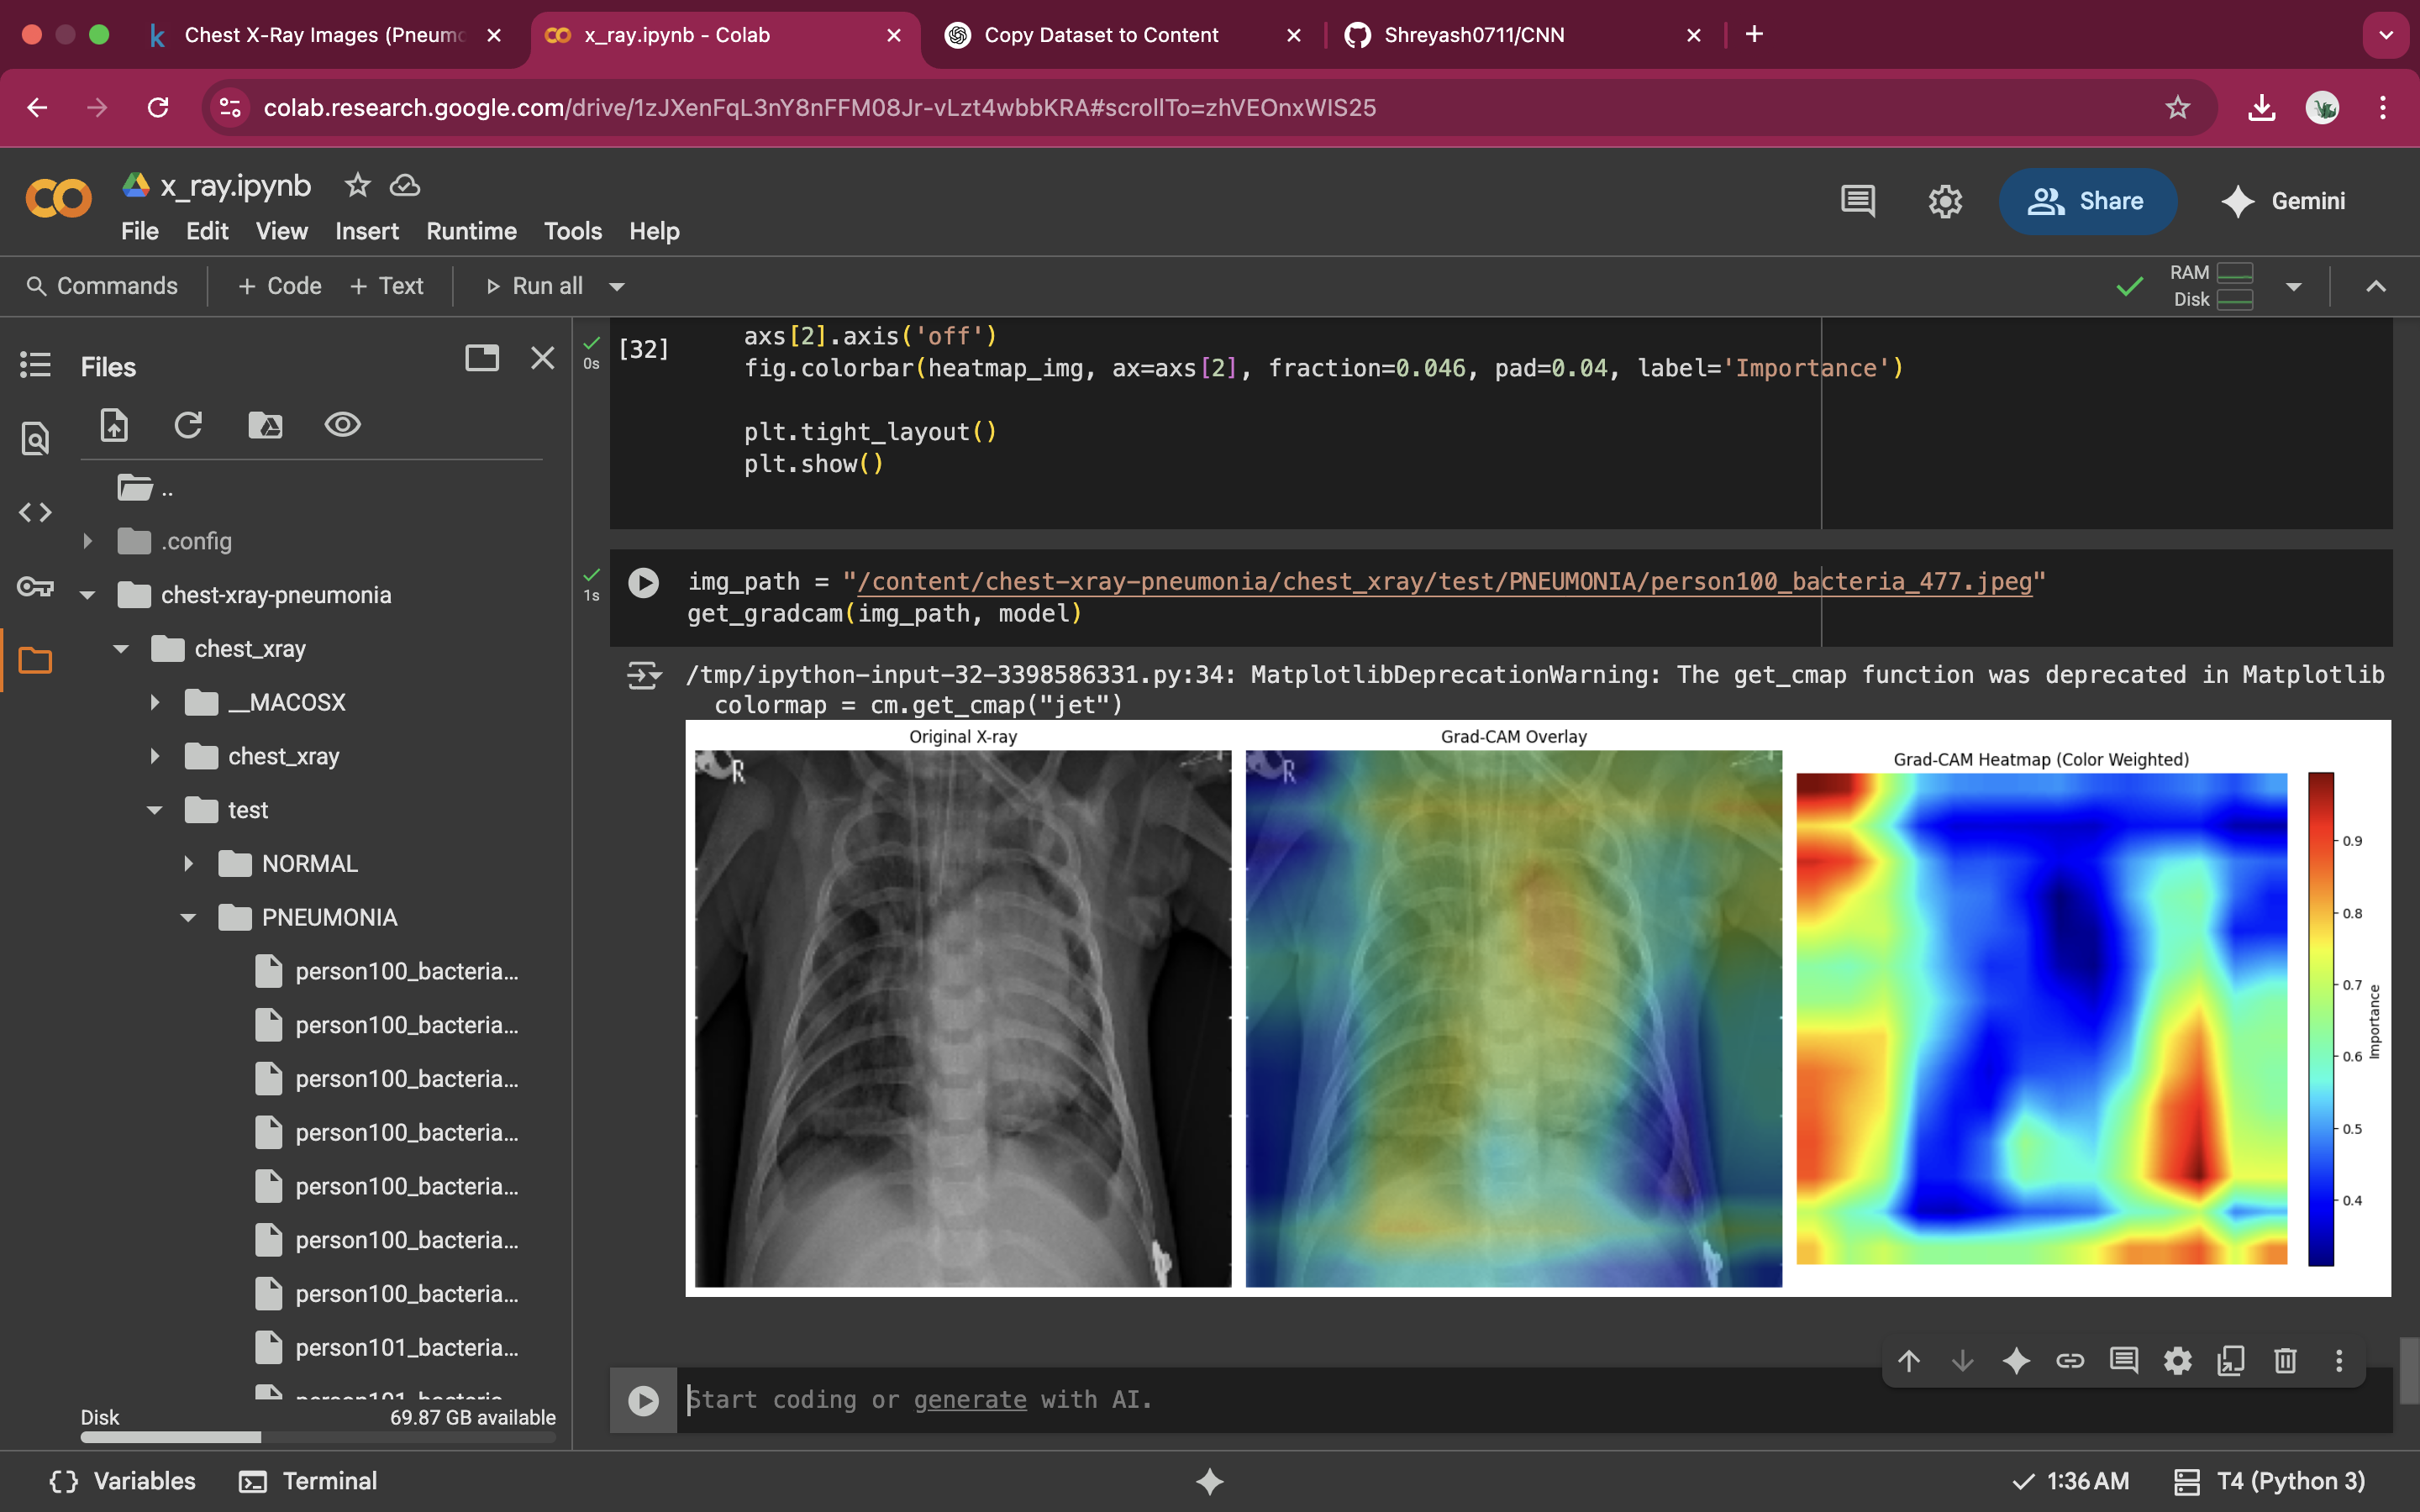 Chest X-Ray Images (Pneumo
x_ray.ipynb - Colab
Copy Dataset to Content
Shreyash0711/CNN
colab.research.google.com/drive/1zJXenFqL3nY8nFFM08Jr-vLzt4wbbKRA#scrollTo=zhVEOnxWIS25
x_ray.ipynb
Share
Gemini
File Edit View Insert Runtime Tools Help
Commands + Code + Text Run all
RAM
Disk
Files
..
.config
chest-xray-pneumonia
chest_xray
__MACOSX
chest_xray
test
NORMAL
PNEUMONIA
person100_bacteria...
person100_bacteria...
person100_bacteria...
person100_bacteria...
person100_bacteria...
person100_bacteria...
person100_bacteria...
person101_bacteria...
person101_bacteria...
Disk 69.87 GB available
0s
[32]
axs[2].axis('off')
fig.colorbar(heatmap_img, ax=axs[2], fraction=0.046, pad=0.04, label='Importance')
plt.tight_layout()
plt.show()
1s
img_path = "/content/chest-xray-pneumonia/chest_xray/test/PNEUMONIA/person100_bacteria_477.jpeg"
get_gradcam(img_path, model)
/tmp/ipython-input-32-3398586331.py:34: MatplotlibDeprecationWarning: The get_cmap function was deprecated in Matplotlib
colormap = cm.get_cmap("jet")
Original X-ray
R
Grad-CAM Overlay
R
Grad-CAM Heatmap (Color Weighted)
0.9
0.8
0.7
0.6
0.5
0.4
Importance
Start coding or generate with AI.
Variables Terminal
1:36 AM T4 (Python 3)